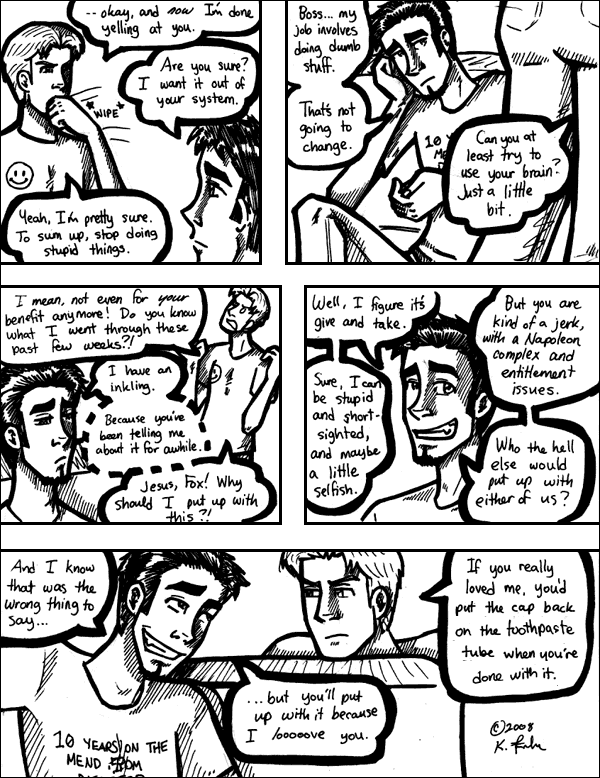 -- okay, and now I'm done
yelling at you.
Are you sure?
I want it out of
your system.
*WIPE*
Yeah, I'm pretty sure.
To sum up, stop doing
stupid things.
Boss... my
job involves
doing dumb
stuff.
That's not
going to
change.
10 Y
ME
Can you at
least try to
use your brain?
Just a little
bit.
I mean, not even for your
benefit anymore! Do you know
what I went through these
past few weeks?!
I have an
inkling.
Because you've
been telling me
about it for awhile.
Jesus, Fox! Why
should I put up with
this?!
Well, I figure it's
give and take.
Sure, I can
be stupid
and short-
sighted,
and maybe
a little
selfish.
But you are
kind of a jerk,
with a Napoleon
complex and
entitlement
issues.
Who the hell
else would
put up with
either of us?
And I know
that was the
wrong thing to
say...
...but you'll put
up with it because
I looooove you.
If you really
loved me, you'd
put the cap back
on the toothpaste
tube when you're
done with it.
10 YEARS ON THE
MEND FROM
©2008
K.